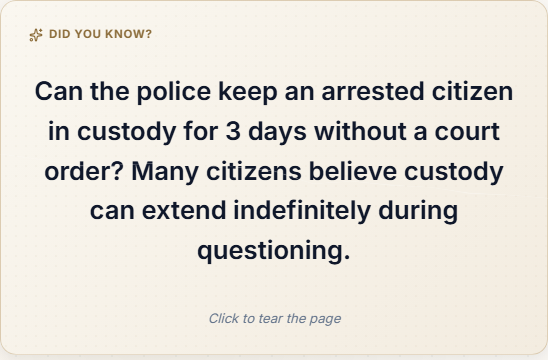 DID YOU KNOW?
Can the police keep an arrested citizen
in custody for 3 days without a court
order? Many citizens believe custody
can extend indefinitely during
questioning.
Click to tear the page